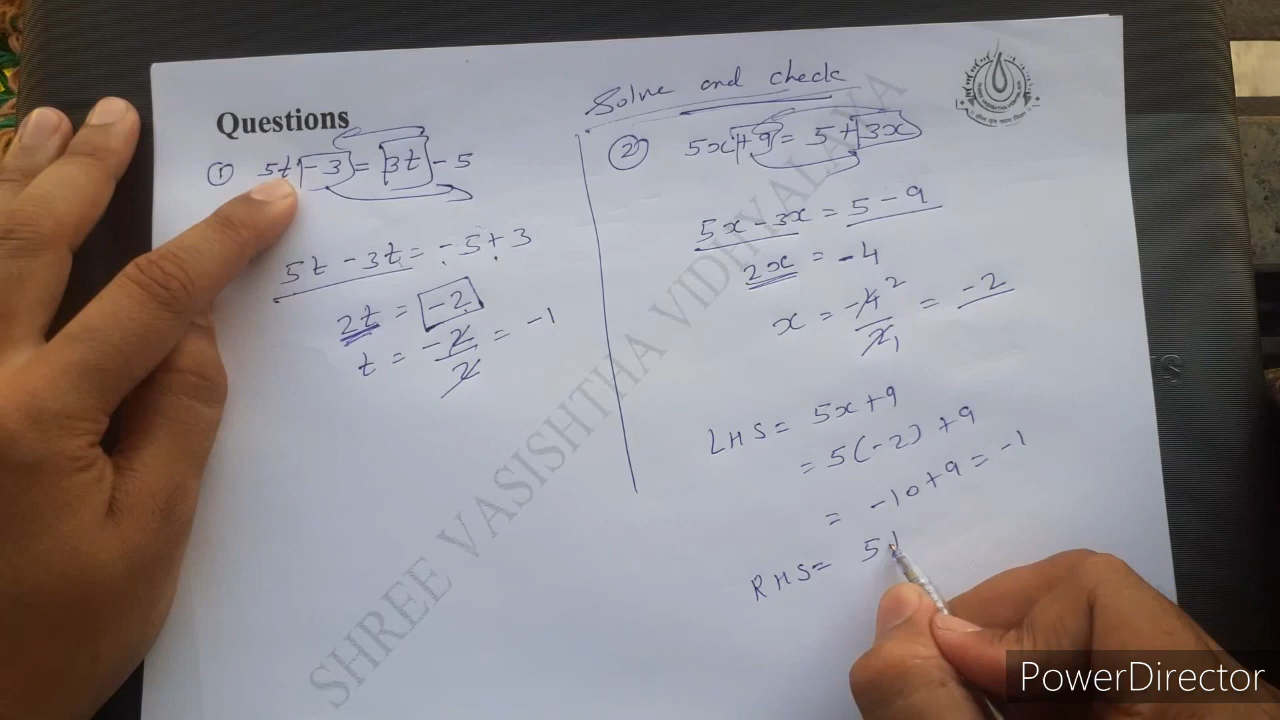 Solve and check
Questions
① 5t - 3 = 3t - 5
5t - 3t = -5 + 3
2t = -2
t = -2/2 = -1
② 5x + 9 = 5 + 3x
5x - 3x = 5 - 9
2x = -4
x = -4/2 2/1 = -2
LHS = 5x + 9
= 5(-2) + 9
= -10 + 9 = -1
RHS = 5
SHREE VASISHTHA VIDHYALAYA
PowerDirector